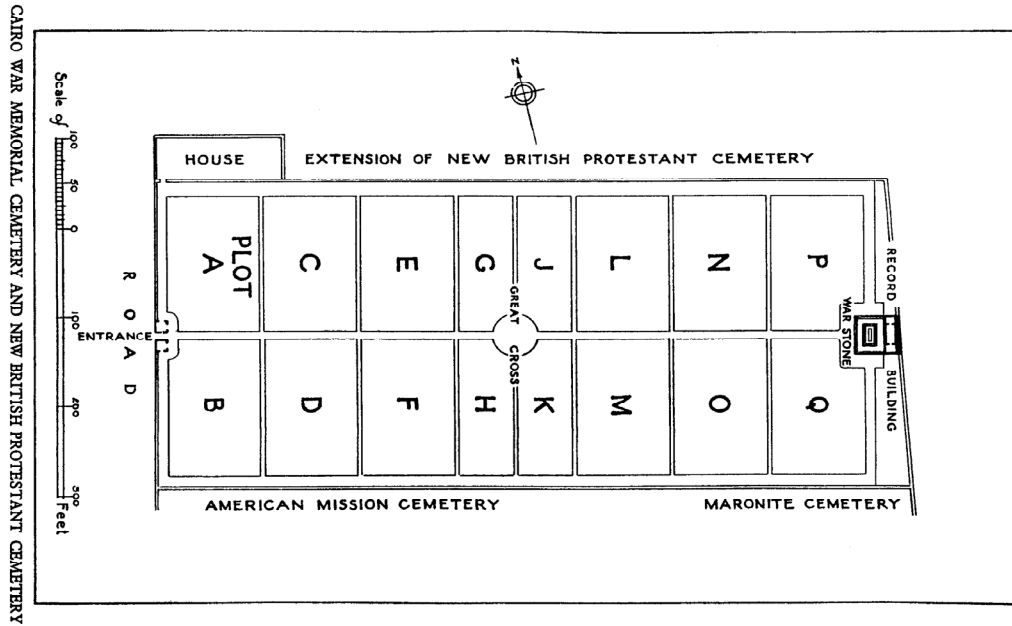 CAIRO WAR MEMORIAL CEMETERY AND NEW BRITISH PROTESTANT CEMETERY
Scale of
100 50 0 100 200 300
Feet
N
HOUSE
EXTENSION OF NEW BRITISH PROTESTANT CEMETERY
ROAD
ENTRANCE
PLOT
A
C
E
G
J
L
N
P
GREAT CROSS
WAR STONE
RECORD BUILDING
B
D
F
H
K
M
O
Q
AMERICAN MISSION CEMETERY
MARONITE CEMETERY